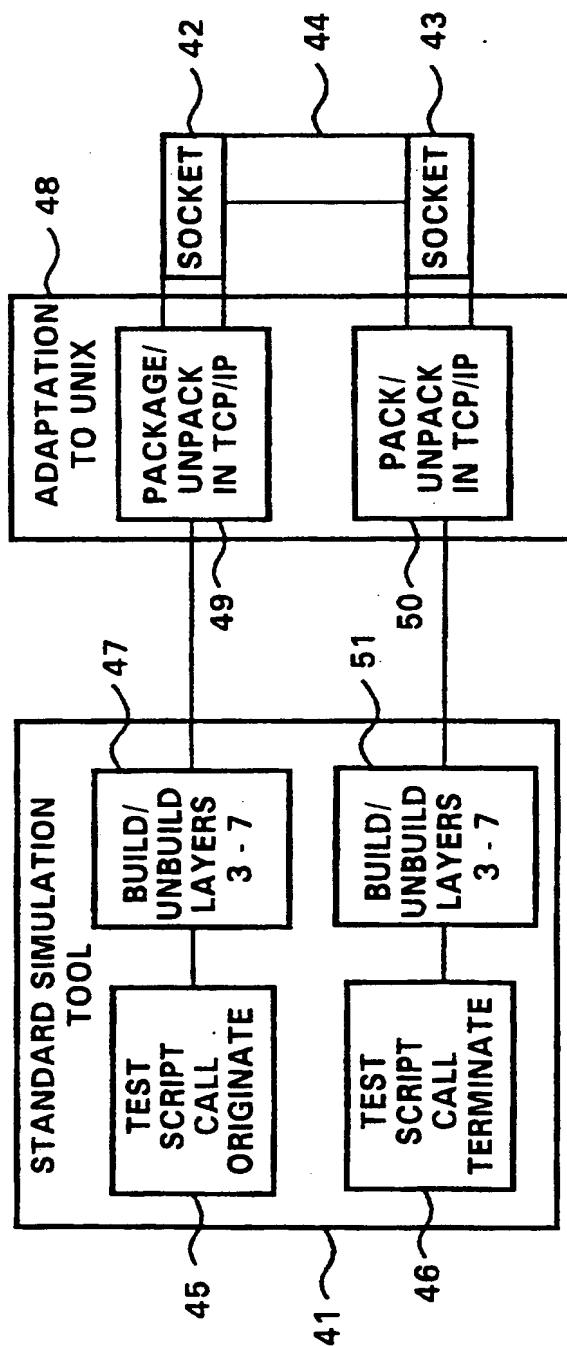 STANDARD SIMULATION
TOOL
TEST
SCRIPT
CALL
ORIGINATE
45
BUILD/
UNBUILD
LAYERS
3 - 7
47
TEST
SCRIPT
CALL
TERMINATE
46
BUILD/
UNBUILD
LAYERS
3 - 7
51
41
ADAPTATION
TO UNIX
48
PACKAGE/
UNPACK
IN TCP/IP
49
PACK/
UNPACK
IN TCP/IP
50
SOCKET
42
44
SOCKET
43